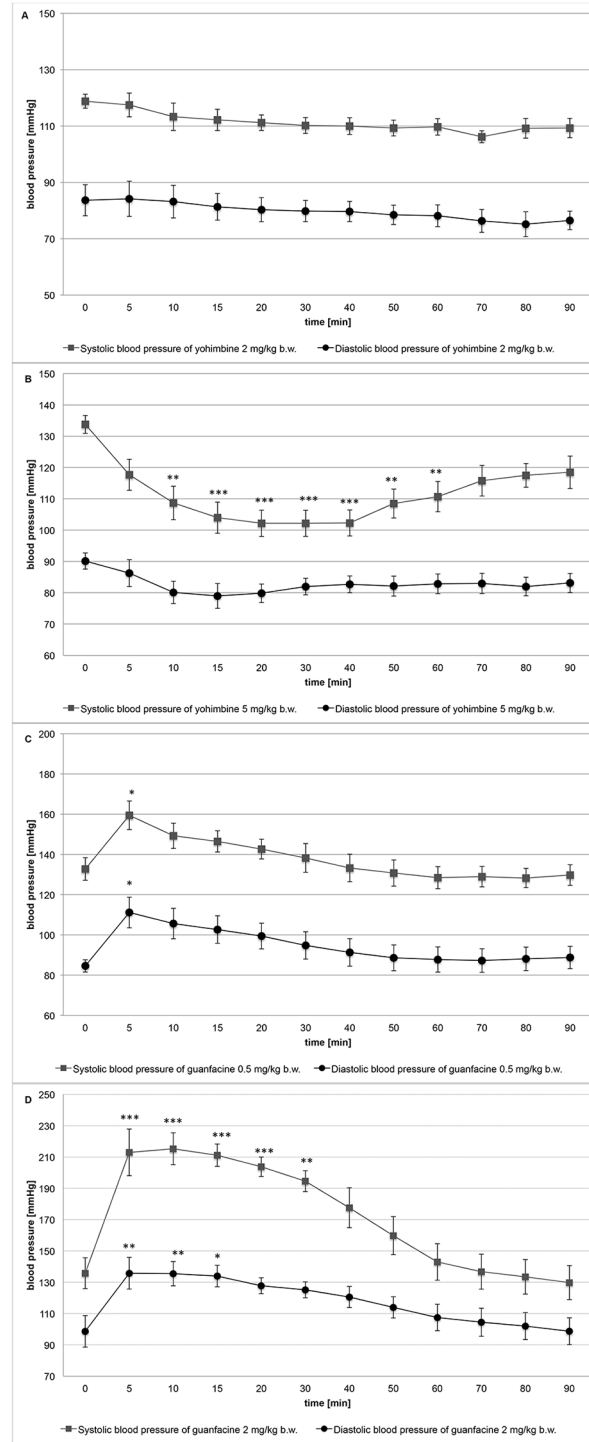 A
150
130
110
90
70
50
blood pressure [mmHg]
0 5 10 15 20 30 40 50 60 70 80 90
time [min]
Systolic blood pressure of yohimbine 2 mg/kg b.w. Diastolic blood pressure of yohimbine 2 mg/kg b.w.
B
150
140
130
120
110
100
90
80
70
60
blood pressure [mmHg]
** *** *** *** *** ** **
0 5 10 15 20 30 40 50 60 70 80 90
time [min]
Systolic blood pressure of yohimbine 5 mg/kg b.w. Diastolic blood pressure of yohimbine 5 mg/kg b.w.
C
200
180
160
140
120
100
80
60
blood pressure [mmHg]
*
*
0 5 10 15 20 30 40 50 60 70 80 90
time [min]
Systolic blood pressure of guanfacine 0.5 mg/kg b.w. Diastolic blood pressure of guanfacine 0.5 mg/kg b.w.
D
250
230
210
190
170
150
130
110
90
70
blood pressure [mmHg]
*** *** *** *** **
** ** *
0 5 10 15 20 30 40 50 60 70 80 90
time [min]
Systolic blood pressure of guanfacine 2 mg/kg b.w. Diastolic blood pressure of guanfacine 2 mg/kg b.w.